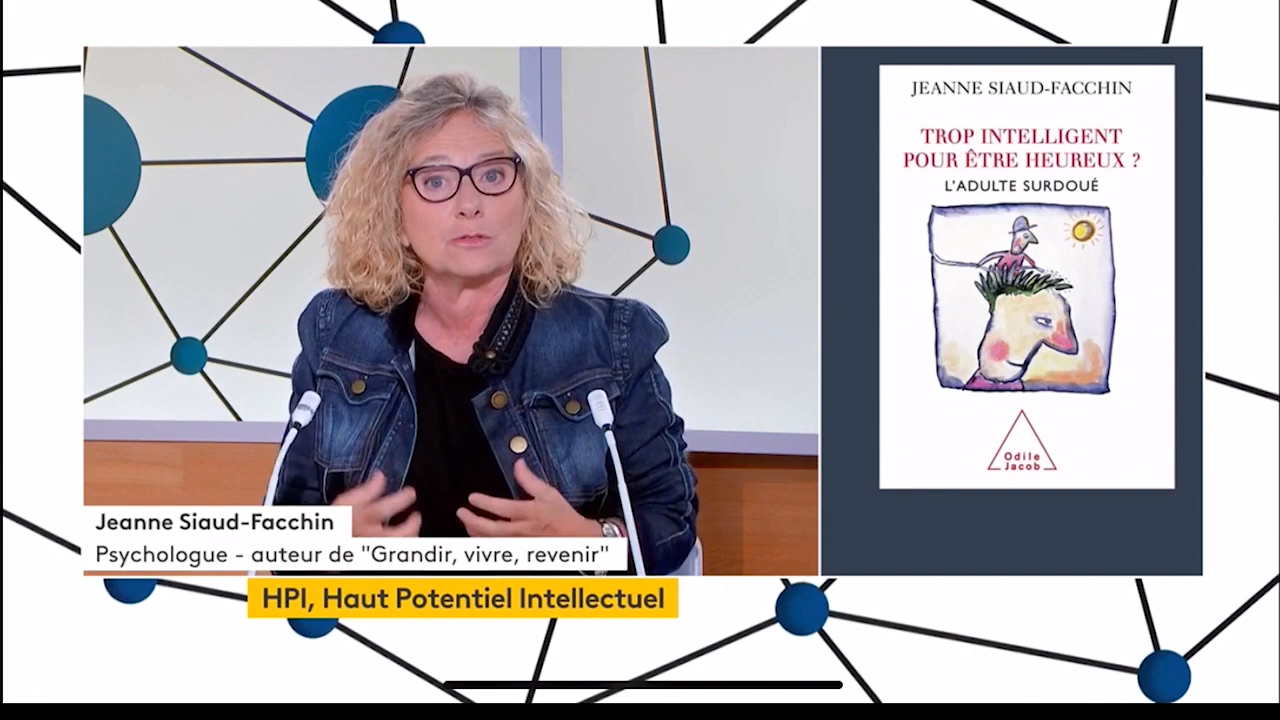 JEANNE SIAUD-FACCHIN
TROP INTELLIGENT
POUR ÊTRE HEUREUX ?
L'ADULTE SURDOUÉ
Odile
Jacob
Jeanne Siaud-Facchin
Psychologue - auteur de "Grandir, vivre, revenir"
HPI, Haut Potentiel Intellectuel